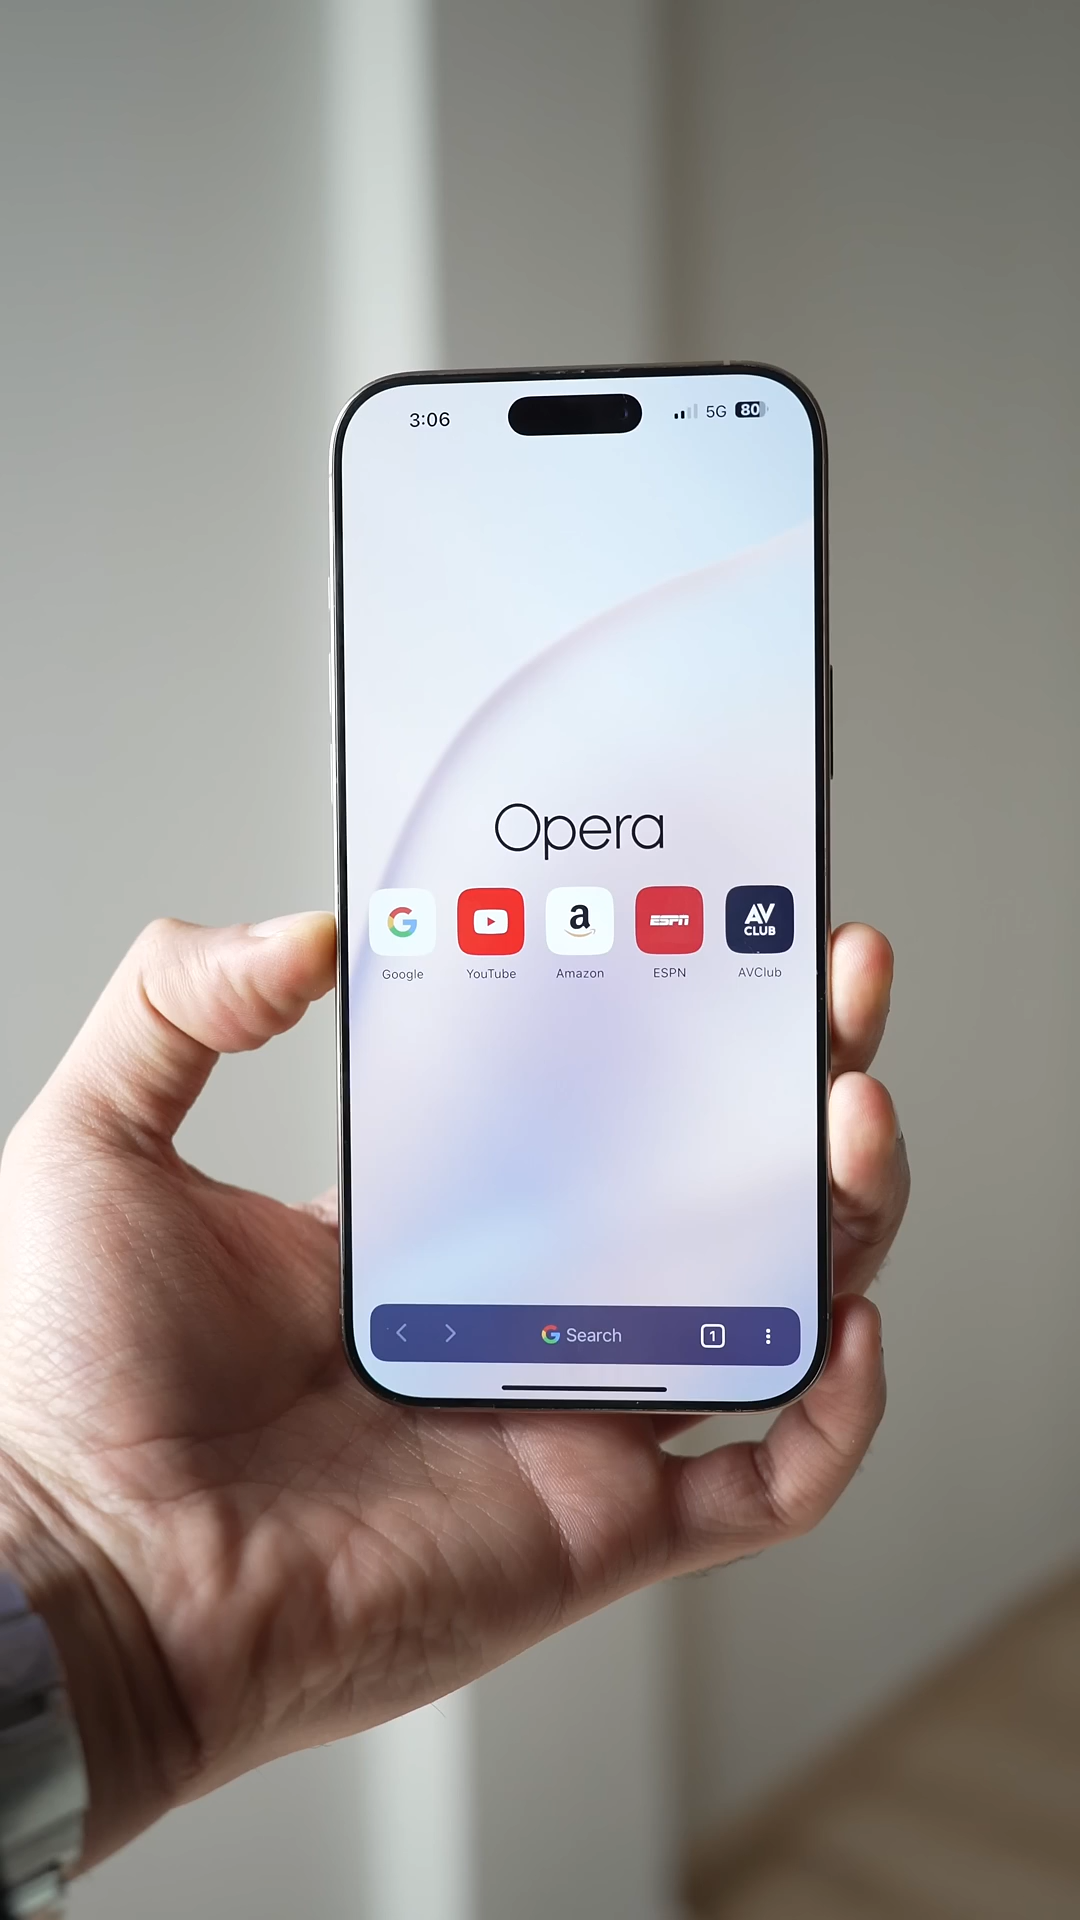 3:06 5G 80
Opera
G a ESPN AV
CLUB
Google YouTube Amazon ESPN AVClub
G Search 1